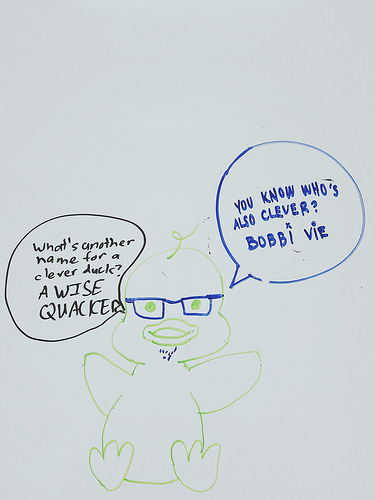 What's another
name for a
clever duck?
A WISE
QUACKER
YOU KNOW WHO'S
ALSO CLEVER?
BOBBI VIE